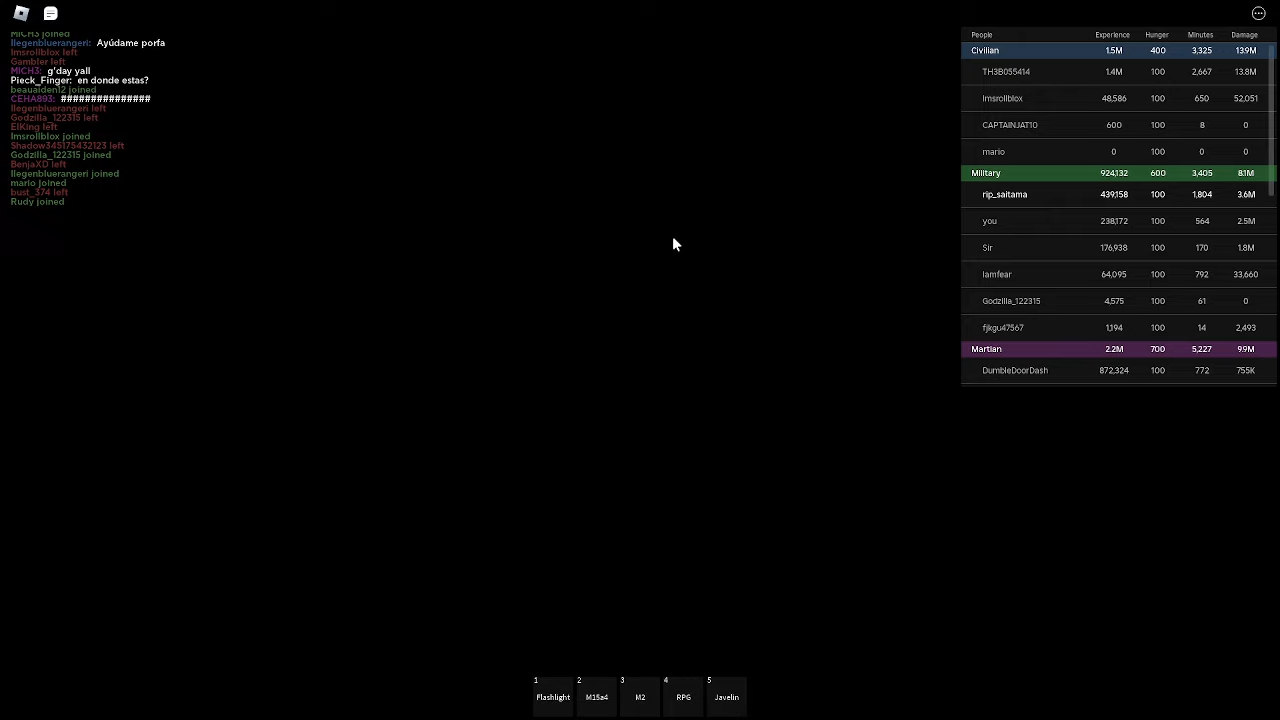 MICH3 joined
Ilegenbluerangeri: Ayúdame porfa
Imsrollblox left
Gambler left
MICH3: g'day yall
Pieck_Finger: en donde estas?
beauaiden12 joined
CEHA893: ###############
Ilegenbluerangeri left
Godzilla_122315 left
ElKing left
Imsrollblox joined
Shadow345175432123 left
Godzilla_122315 joined
BenjaXD left
Ilegenbluerangeri joined
mario joined
bust_374 left
Rudy joined
People Experience Hunger Minutes Damage
Civilian 1.5M 400 3,325 13.9M
TH3B055414 1.4M 100 2,667 13.8M
Imsrollblox 48,586 100 650 52,051
CAPTAINJAT10 600 100 8 0
mario 0 100 0 0
Military 924,132 600 3,405 8.1M
rip_saitama 439,158 100 1,804 3.6M
you 238,172 100 564 2.5M
Sir 176,938 100 170 1.8M
Iamfear 64,095 100 792 33,660
Godzilla_122315 4,575 100 61 0
fjkgu47567 1,194 100 14 2,493
Martian 2.2M 700 5,227 9.9M
DumbleDoorDash 872,324 100 772 755K
1 2 3 4 5
Flashlight M15a4 M2 RPG Javelin